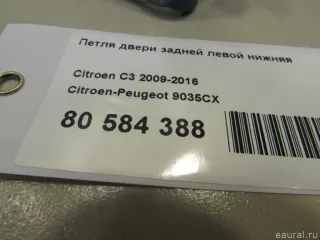 Петля двери задней левой нижняя
Citroen C3 2009-2016
Citroen-Peugeot 9035CX
80 584 388
eaural.ru